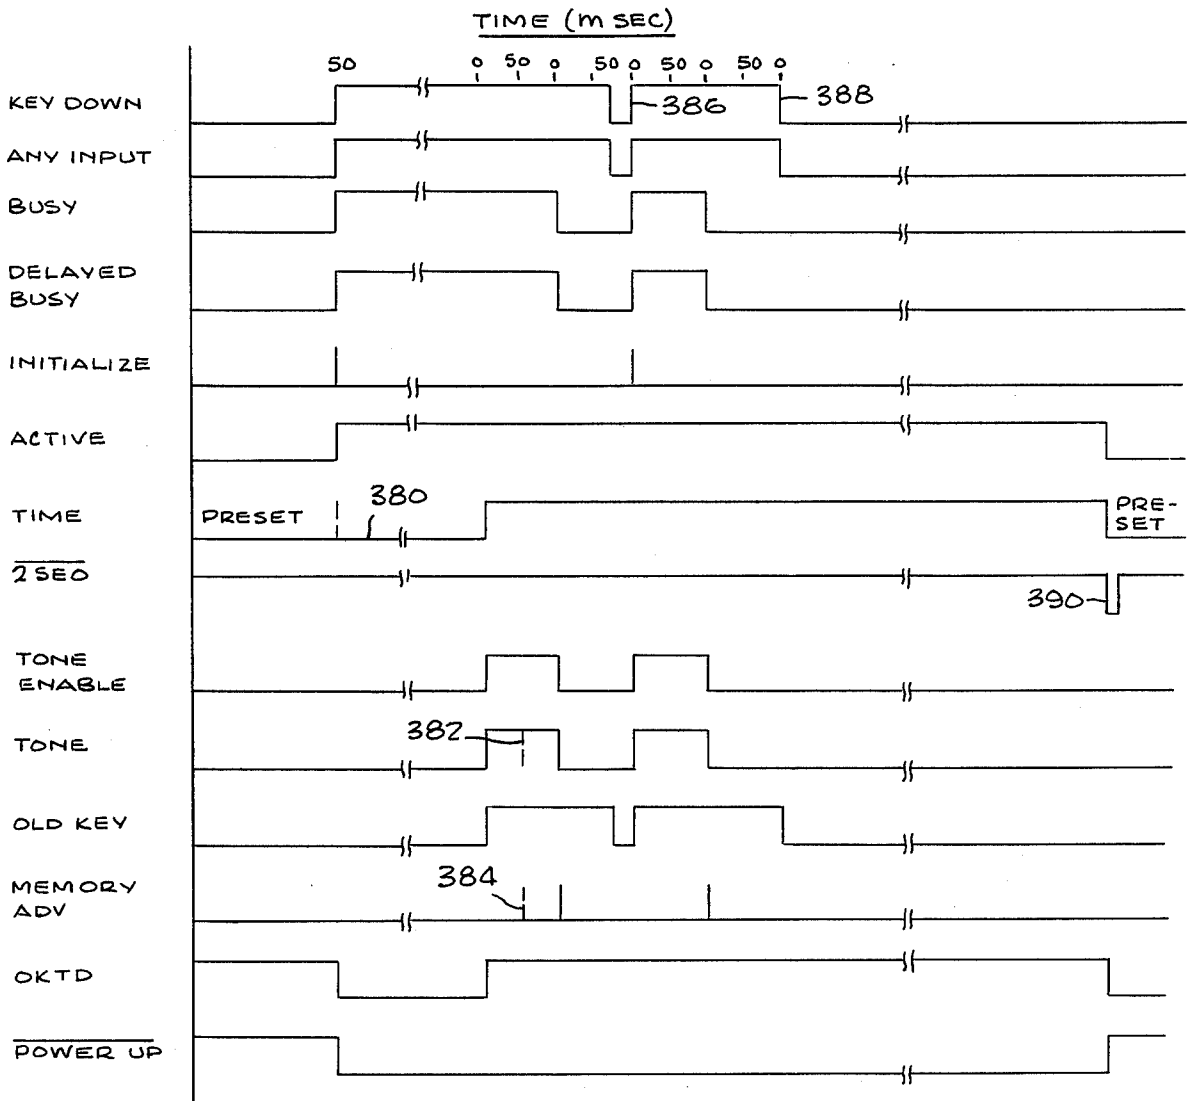 TIME (M SEC)
50 0 50 0 50 0 50 0 50 0
KEY DOWN 386 388
ANY INPUT
BUSY
DELAYED
BUSY
INITIALIZE
ACTIVE
TIME PRESET 380 PRE-
SET
2SEO
390
TONE
ENABLE
TONE 382
OLD KEY
MEMORY
ADV 384
OKTD
POWER UP